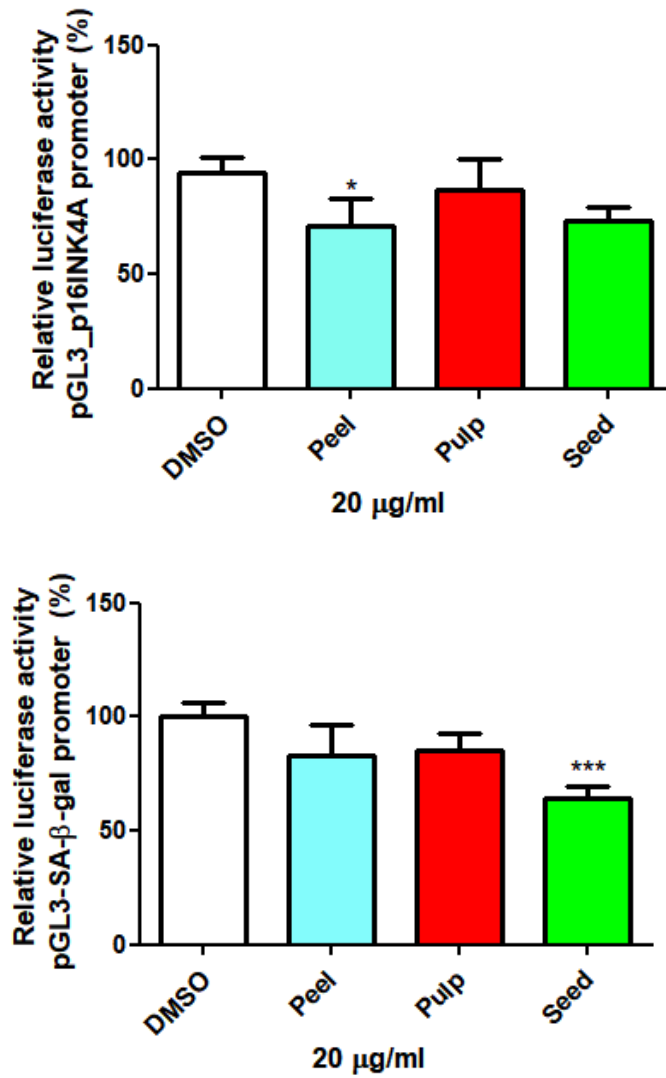 Relative luciferase activity
pGL3_p16INK4A promoter (%)
150
100
50
0
*
DMSO
Peel
Pulp
Seed
20 μg/ml
Relative luciferase activity
pGL3-SA-β-gal promoter (%)
150
100
50
0
***
DMSO
Peel
Pulp
Seed
20 μg/ml